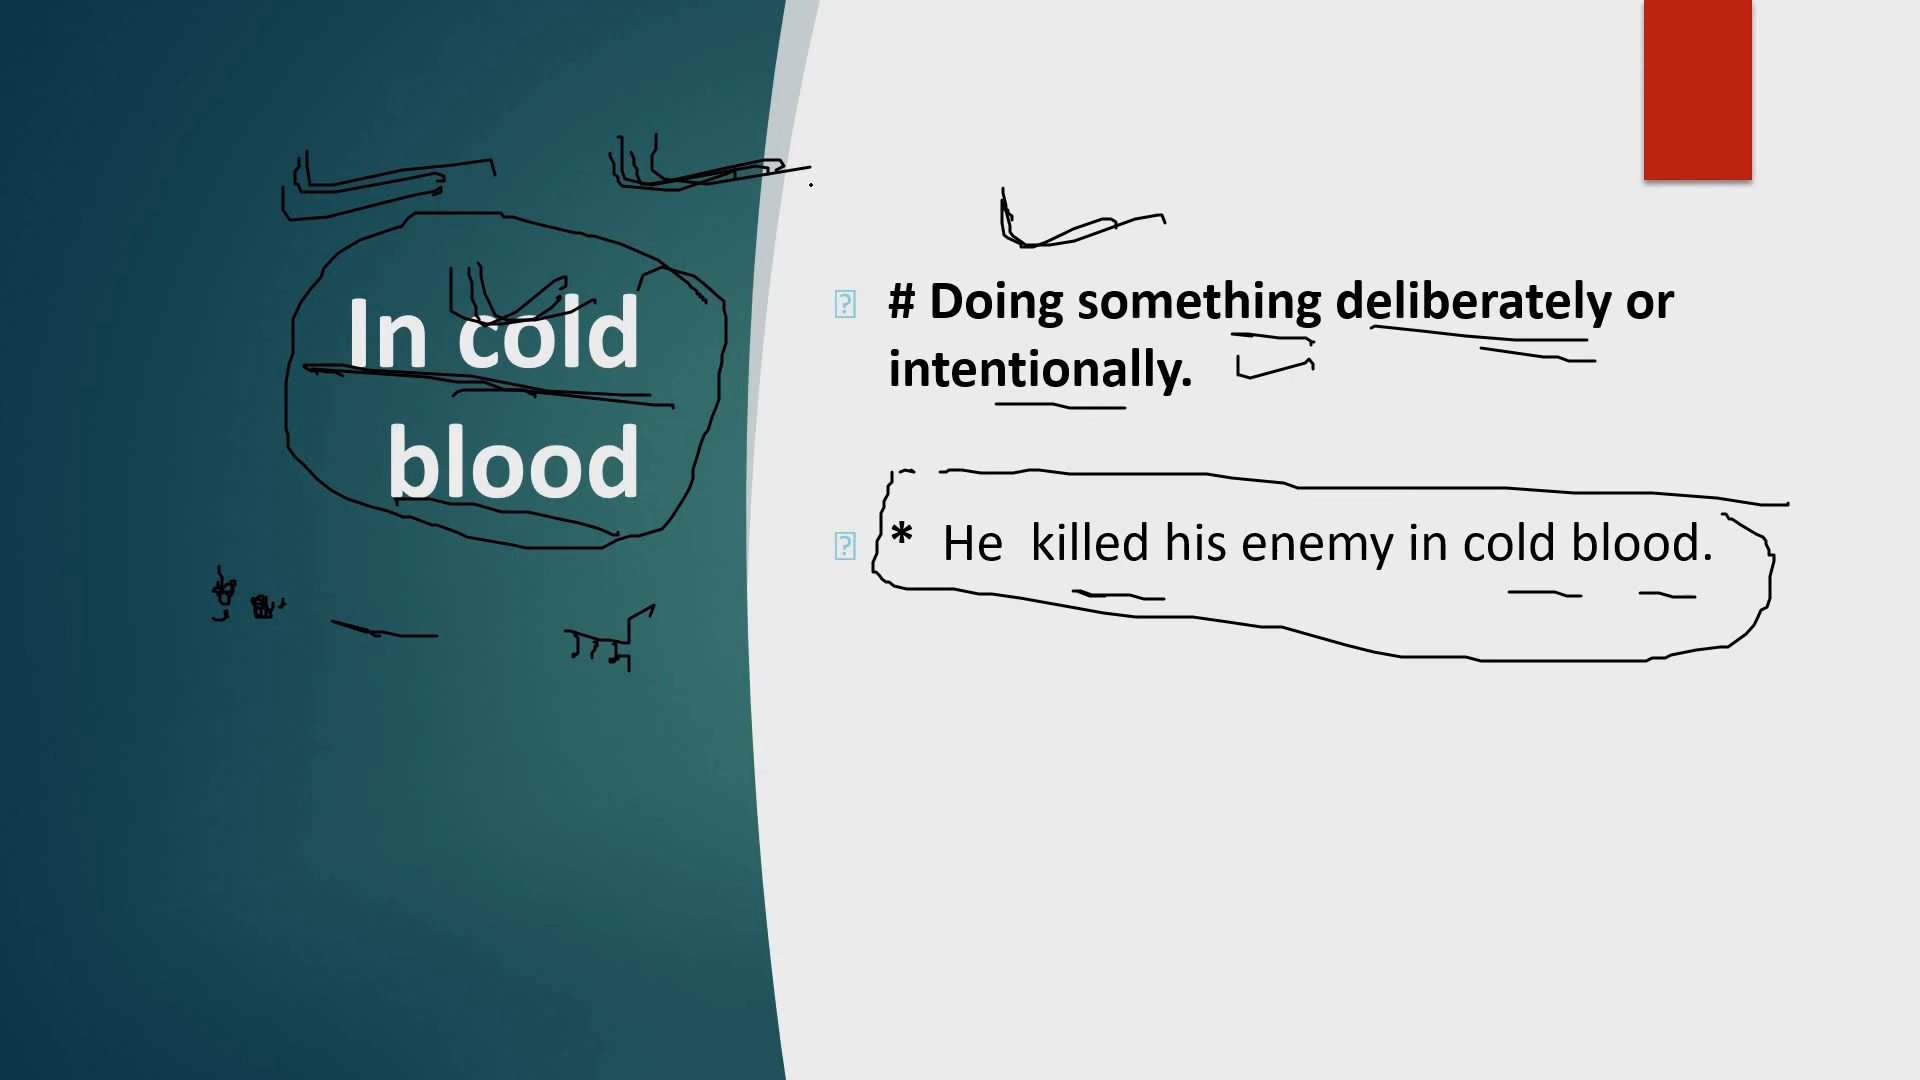 In cold
blood
# Doing something deliberately or
intentionally.
* He killed his enemy in cold blood.